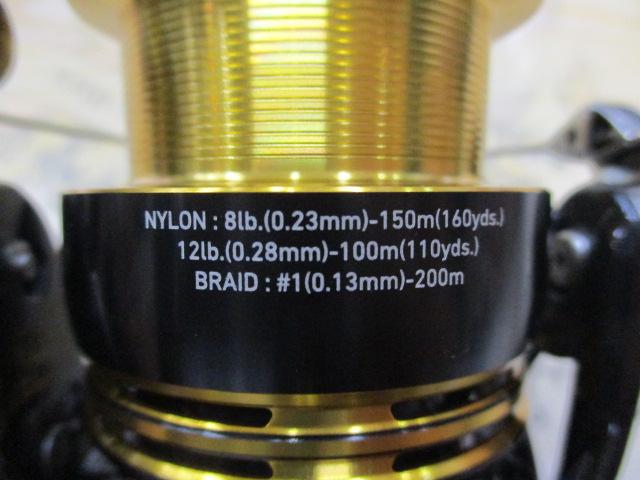 NYLON : 8lb.(0.23mm)-150m(160yds.)
12lb.(0.28mm)-100m(110yds.)
BRAID : #1(0.13mm)-200m